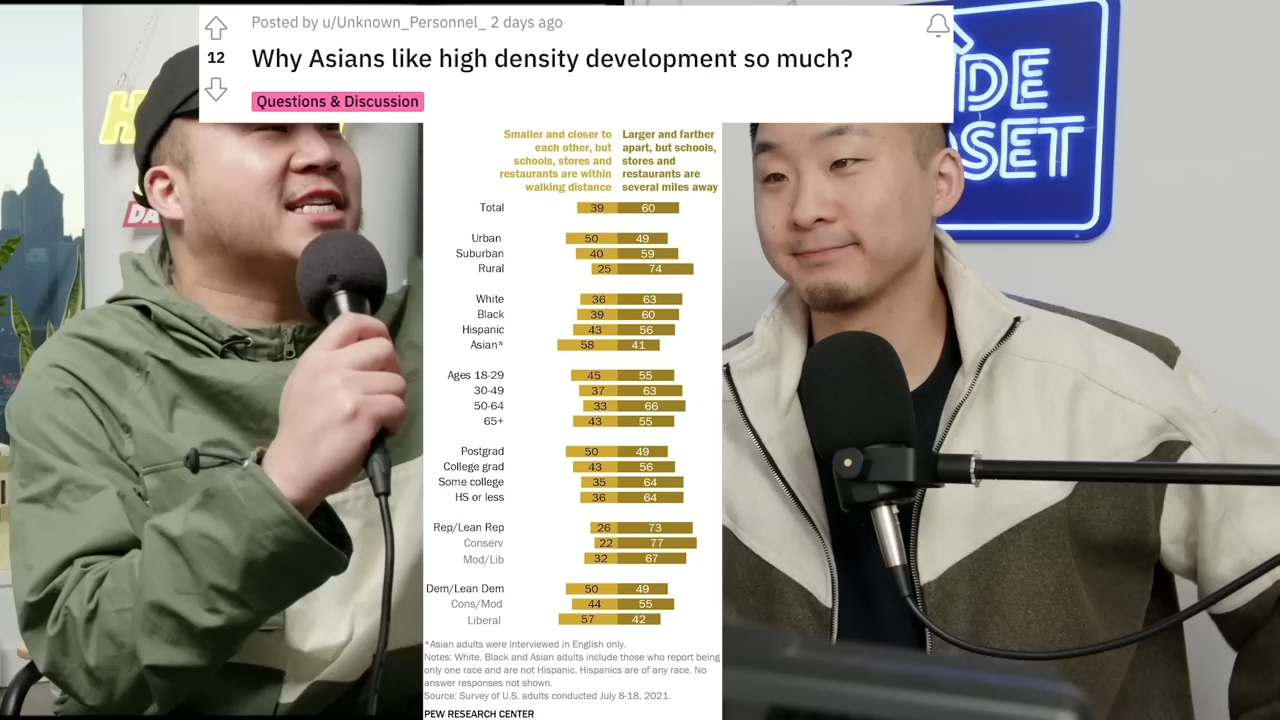 Posted by u/Unknown_Personnel_ 2 days ago
12
Why Asians like high density development so much?
Questions & Discussion
Smaller and closer to
each other, but
schools, stores and
restaurants are within
walking distance
Larger and farther
apart, but schools,
stores and
restaurants are
several miles away
Total 39 60
Urban 50 49
Suburban 40 59
Rural 25 74
White 36 63
Black 39 60
Hispanic 43 56
Asian* 58 41
Ages 18-29 45 55
30-49 37 63
50-64 33 66
65+ 43 55
Postgrad 50 49
College grad 43 56
Some college 35 64
HS or less 36 64
Rep/Lean Rep 26 73
Conserv 22 77
Mod/Lib 32 67
Dem/Lean Dem 50 49
Cons/Mod 44 55
Liberal 57 42
*Asian adults were interviewed in English only.
Notes: White, Black and Asian adults include those who report being
only one race and are not Hispanic. Hispanics are of any race. No
answer responses not shown.
Source: Survey of U.S. adults conducted July 8-18, 2021.
PEW RESEARCH CENTER
DE
SET
DA